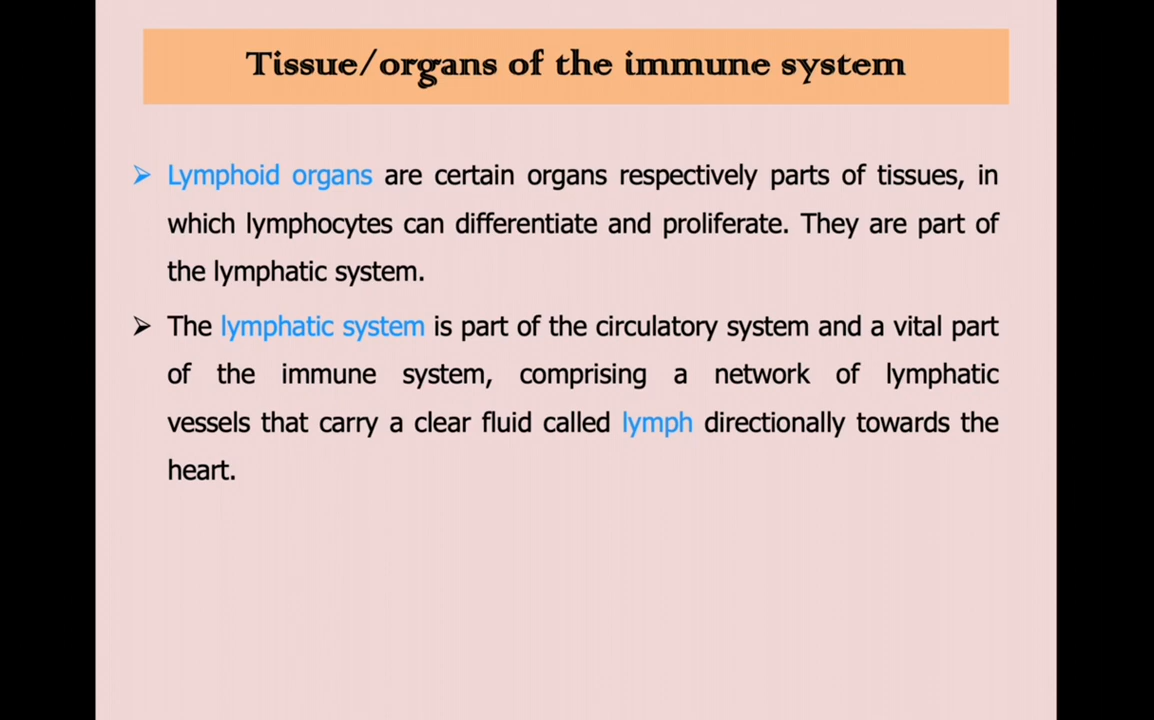 Tissue/organs of the immune system
➢ Lymphoid organs are certain organs respectively parts of tissues, in
which lymphocytes can differentiate and proliferate. They are part of
the lymphatic system.
➢ The lymphatic system is part of the circulatory system and a vital part
of the immune system, comprising a network of lymphatic
vessels that carry a clear fluid called lymph directionally towards the
heart.